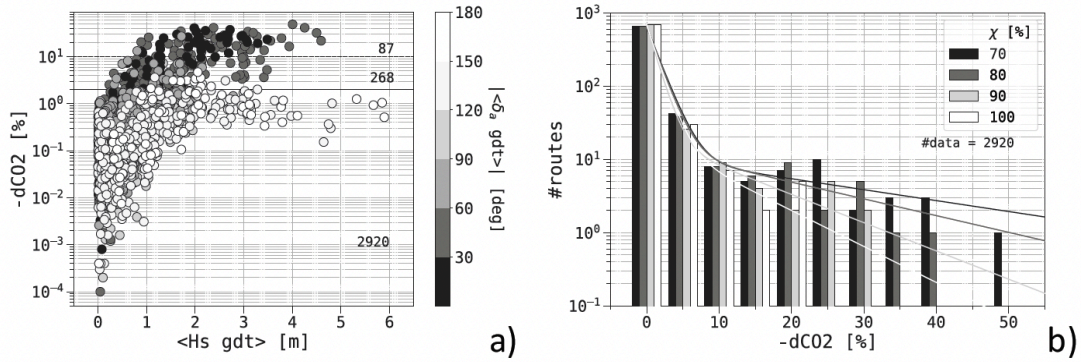 10¹
10⁰
10⁻¹
10⁻²
10⁻³
10⁻⁴
-dCO2 [%]
87
268
2920
0 1 2 3 4 5 6
<Hs gdt> [m]
180
150
120
90
60
30
|<δₐ gdt>| [deg]
a)
10³
10²
10¹
10⁰
10⁻¹
#routes
χ [%]
70
80
90
100
#data = 2920
0 10 20 30 40 50
-dCO2 [%]
b)